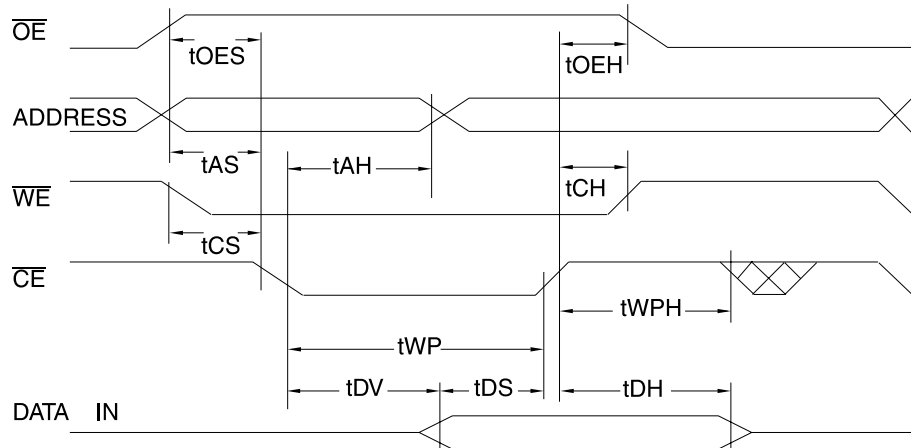 OE
tOES
tOEH
ADDRESS
tAS
tAH
tCH
WE
tCS
CE
tWPH
tWP
tDV
tDS
tDH
DATA IN